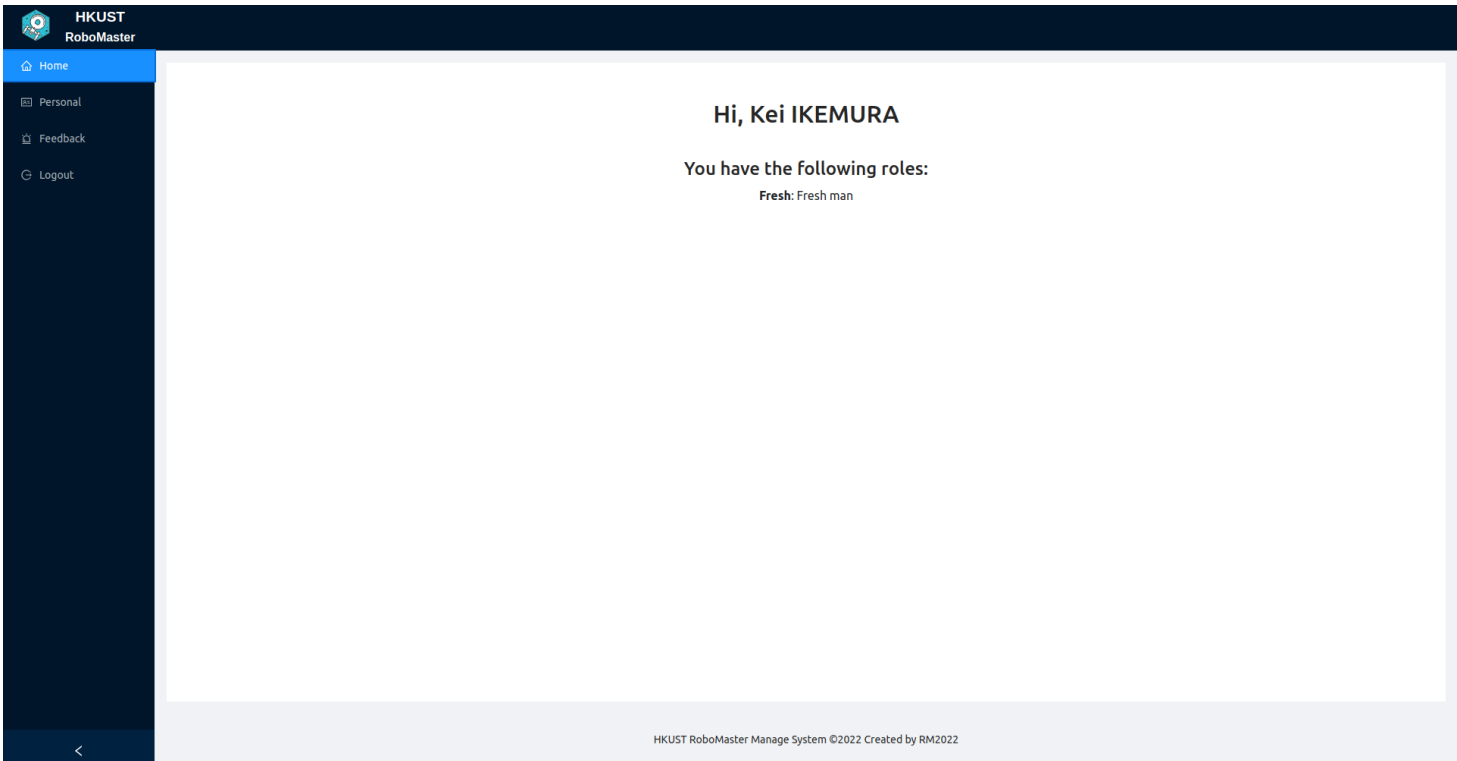 HKUST
RoboMaster
Home
Personal
Feedback
Logout
Hi, Kei IKEMURA
You have the following roles:
Fresh: Fresh man
HKUST RoboMaster Manage System ©2022 Created by RM2022